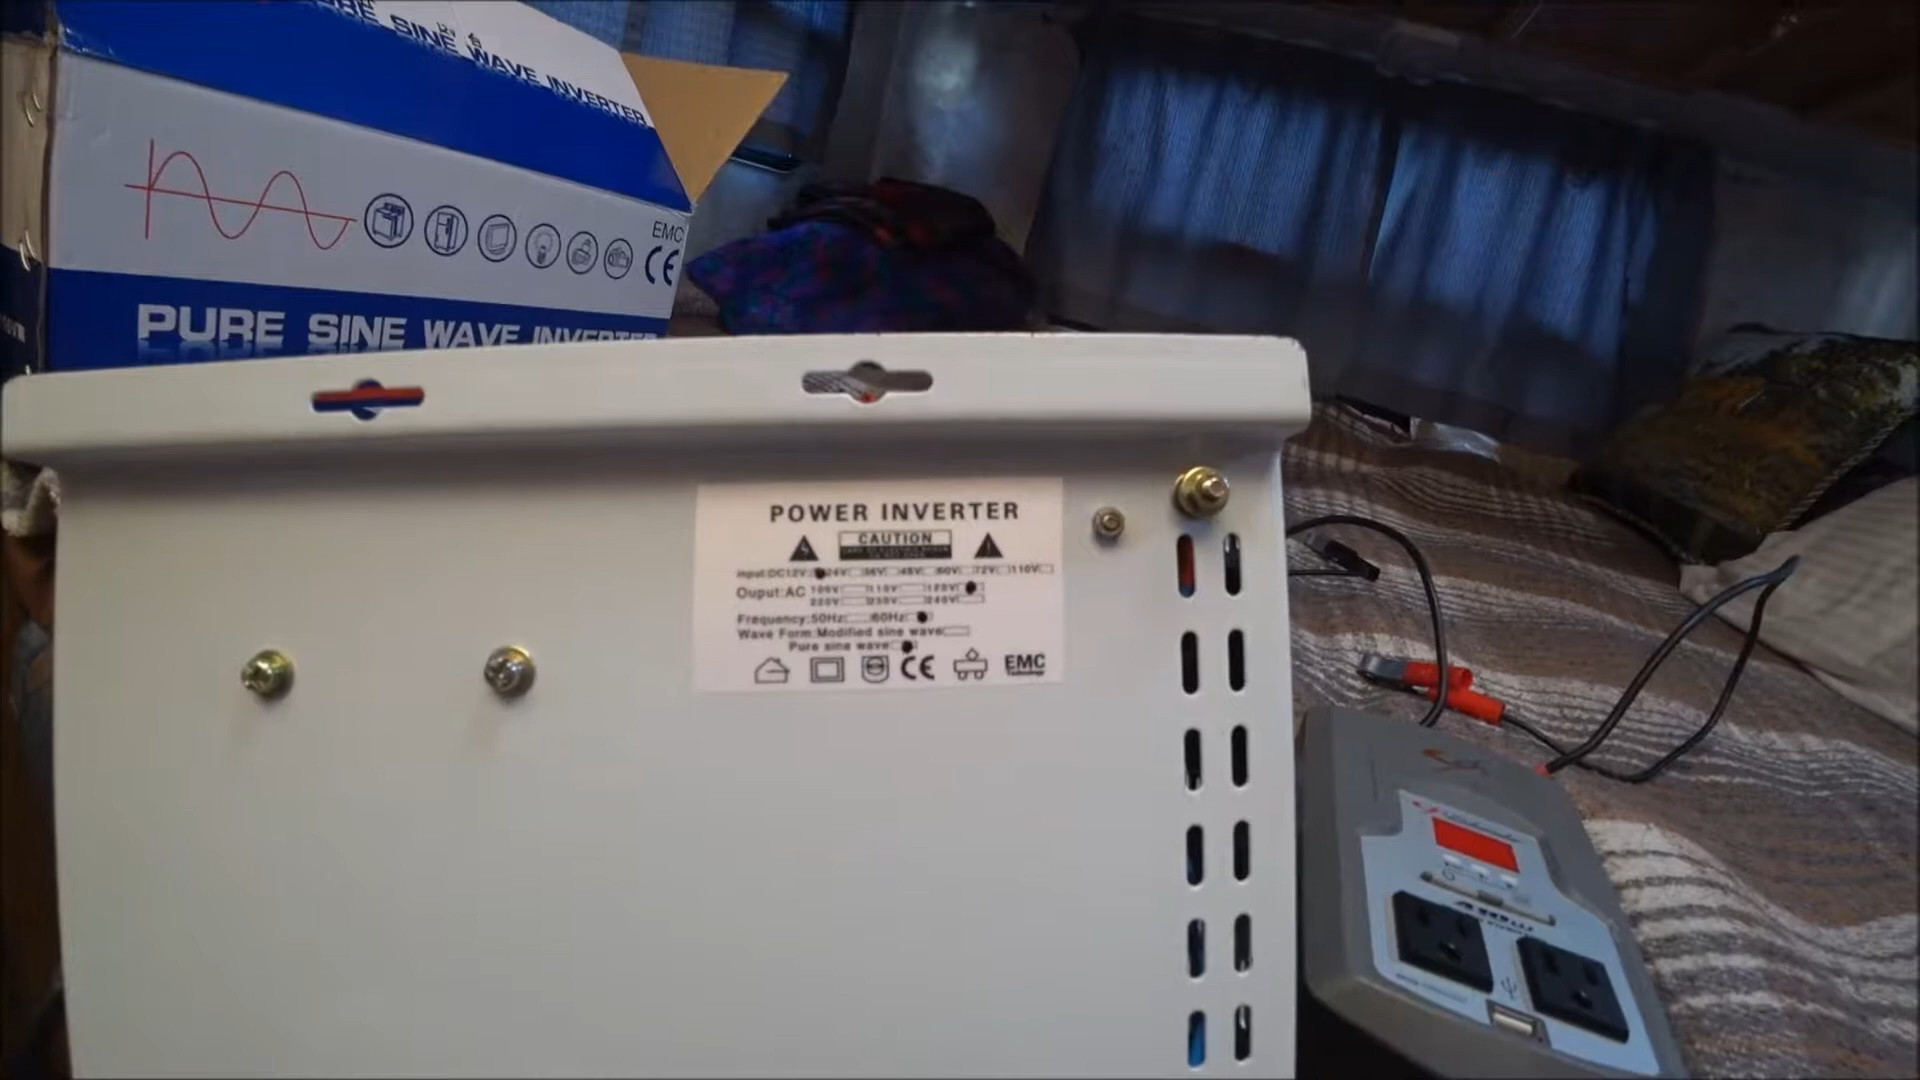 PURE SINE WAVE INVERTER
EMC
CE
PURE SINE WAVE INVERTER
POWER INVERTER
CAUTION
input:DC12V 24V 36V 48V 60V 72V 110V
Ouput:AC 100V 110V 120V
220V 230V 240V
Frequency:50Hz 60Hz
Wave Form:Modified sine wave
Pure sine wave
CE
EMC
Technology
410W